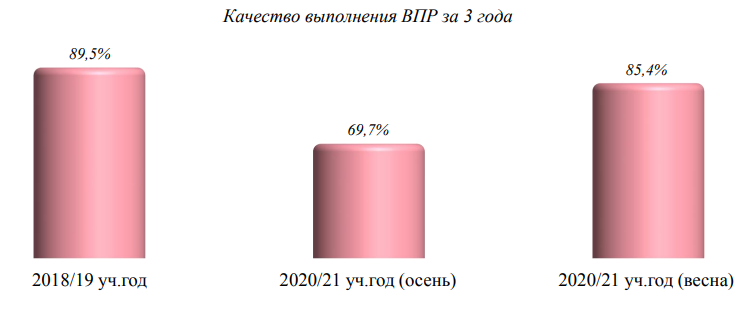 Качество выполнения ВПР за 3 года
89,5%
69,7%
85,4%
2018/19 уч.год
2020/21 уч.год (осень)
2020/21 уч.год (весна)